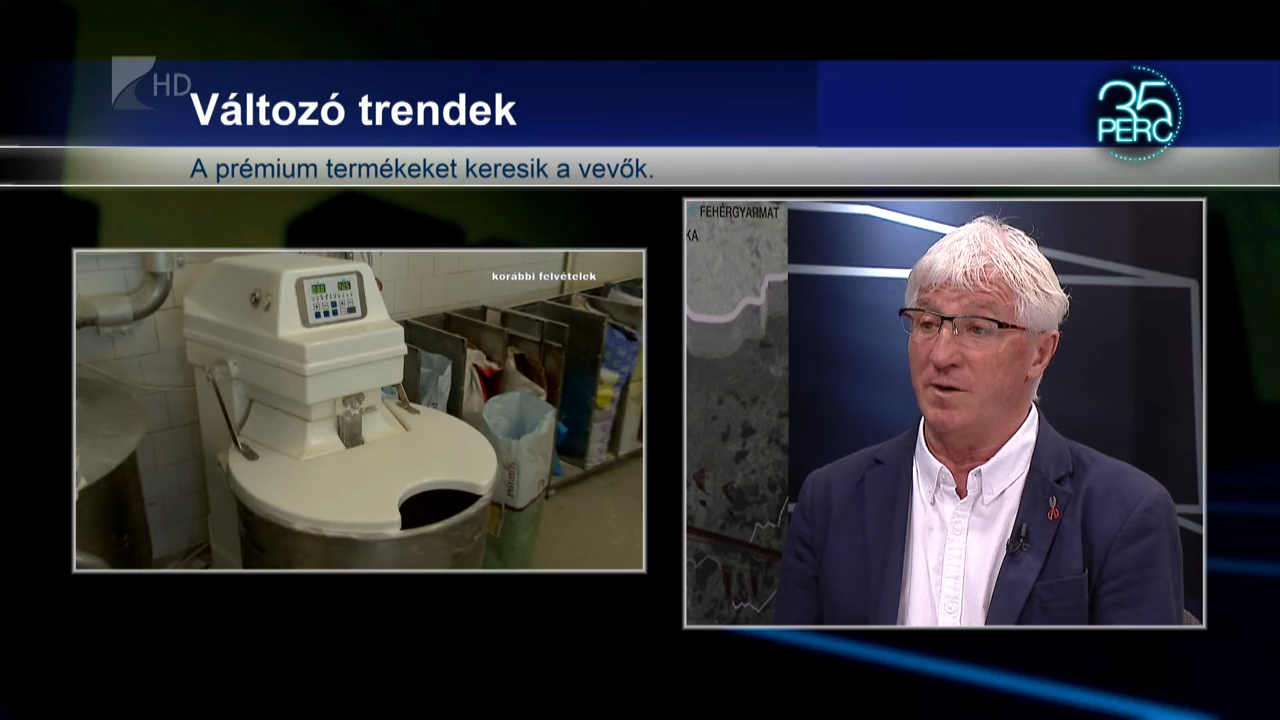 HD
Változó trendek
35
PERC
A prémium termékeket keresik a vevők.
FEHÉRGYARMAT
KA
korábbi felvételek